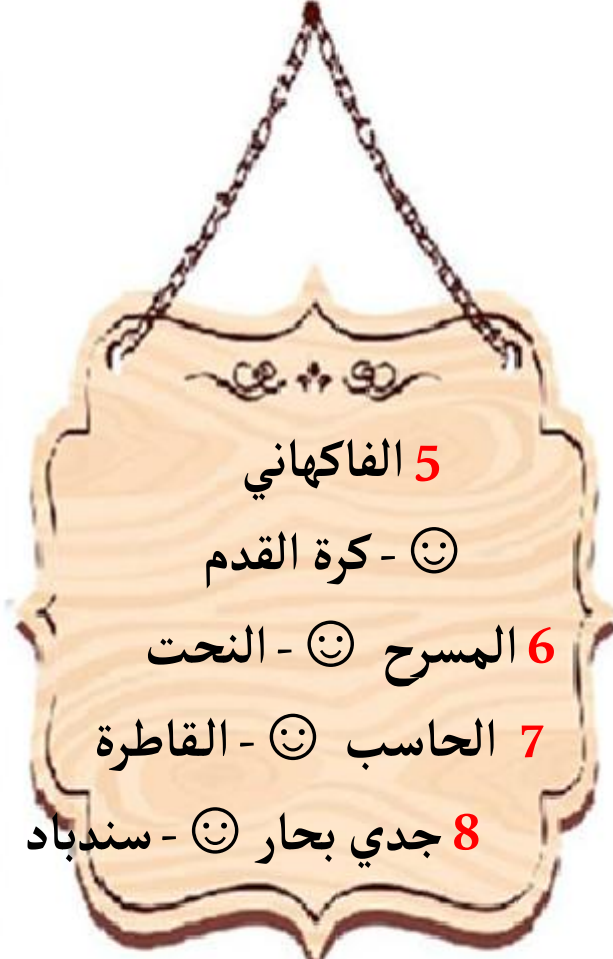 5 الفاكهاني
☺ - كرة القدم
6 المسرح ☺ - النحت
7 الحاسب ☺ - القاطرة
8 جدي بحار ☺ - سندباد